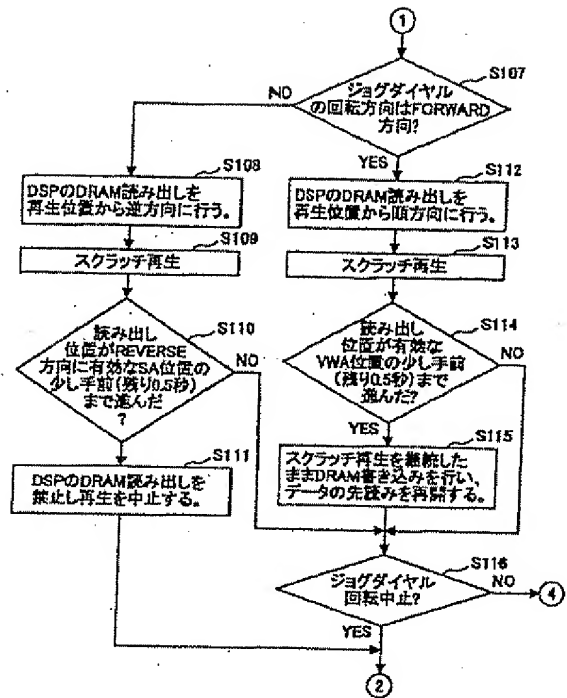 ①
S107
ジョグダイヤル
の回転方向はFORWARD
方向?
NO
YES
S108
DSPのDRAM読み出しを
再生位置から逆方向に行う。
S109
スクラッチ再生
S110
読み出し
位置がREVERSE
方向に有効なSA位置の
少し手前(残り0.5秒)
まで進んだ
?
NO
S111
DSPのDRAM読み出しを
禁止し再生を中止する。
S112
DSPのDRAM読み出しを
再生位置から順方向に行う。
S113
スクラッチ再生
S114
読み出し
位置が有効な
VWA位置の少し手前
(残り0.5秒)まで
進んだ?
NO
YES
S115
スクラッチ再生を継続した
ままDRAM書き込みを行い、
データの先読みを再開する。
S116
ジョグダイヤル
回転中止?
NO
④
YES
②